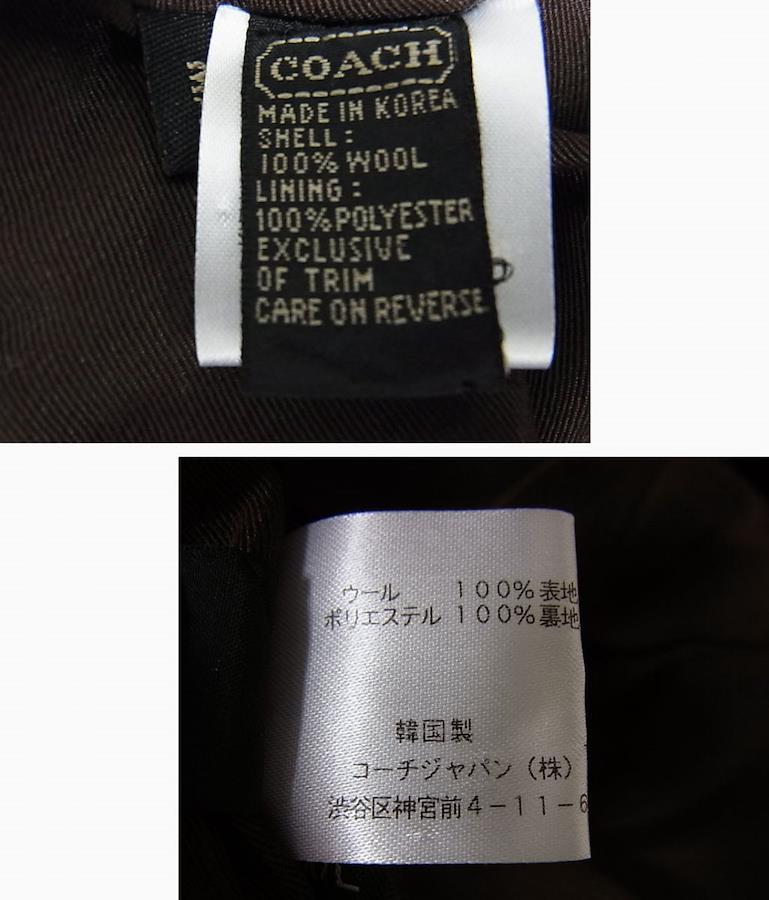 COACH
MADE IN KOREA
SHELL:
100% WOOL
LINING:
100% POLYESTER
EXCLUSIVE
OF TRIM
CARE ON REVERSE
ウール 100%表地
ポリエステル 100%裏地
韓国製
コーチジャパン(株)
渋谷区神宮前4-11-6